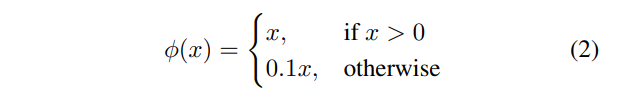 ϕ(x) = { x, if x > 0
0.1x, otherwise (2)